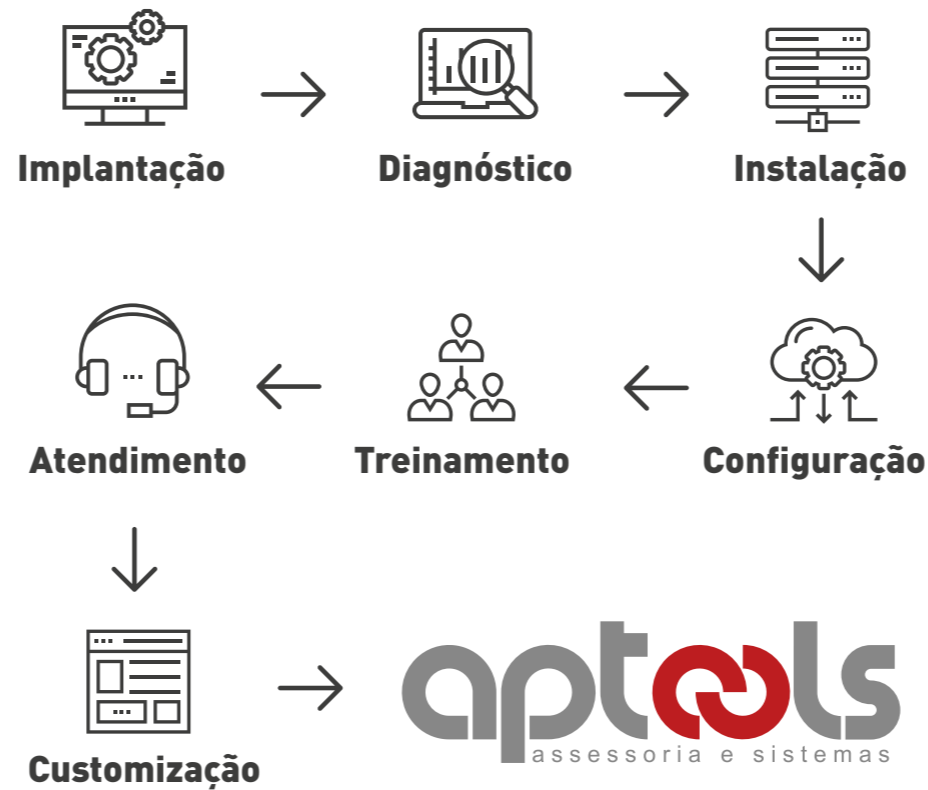 Implantação
Diagnóstico
Instalação
Configuração
Treinamento
Atendimento
Customização
aptools
assessoria e sistemas